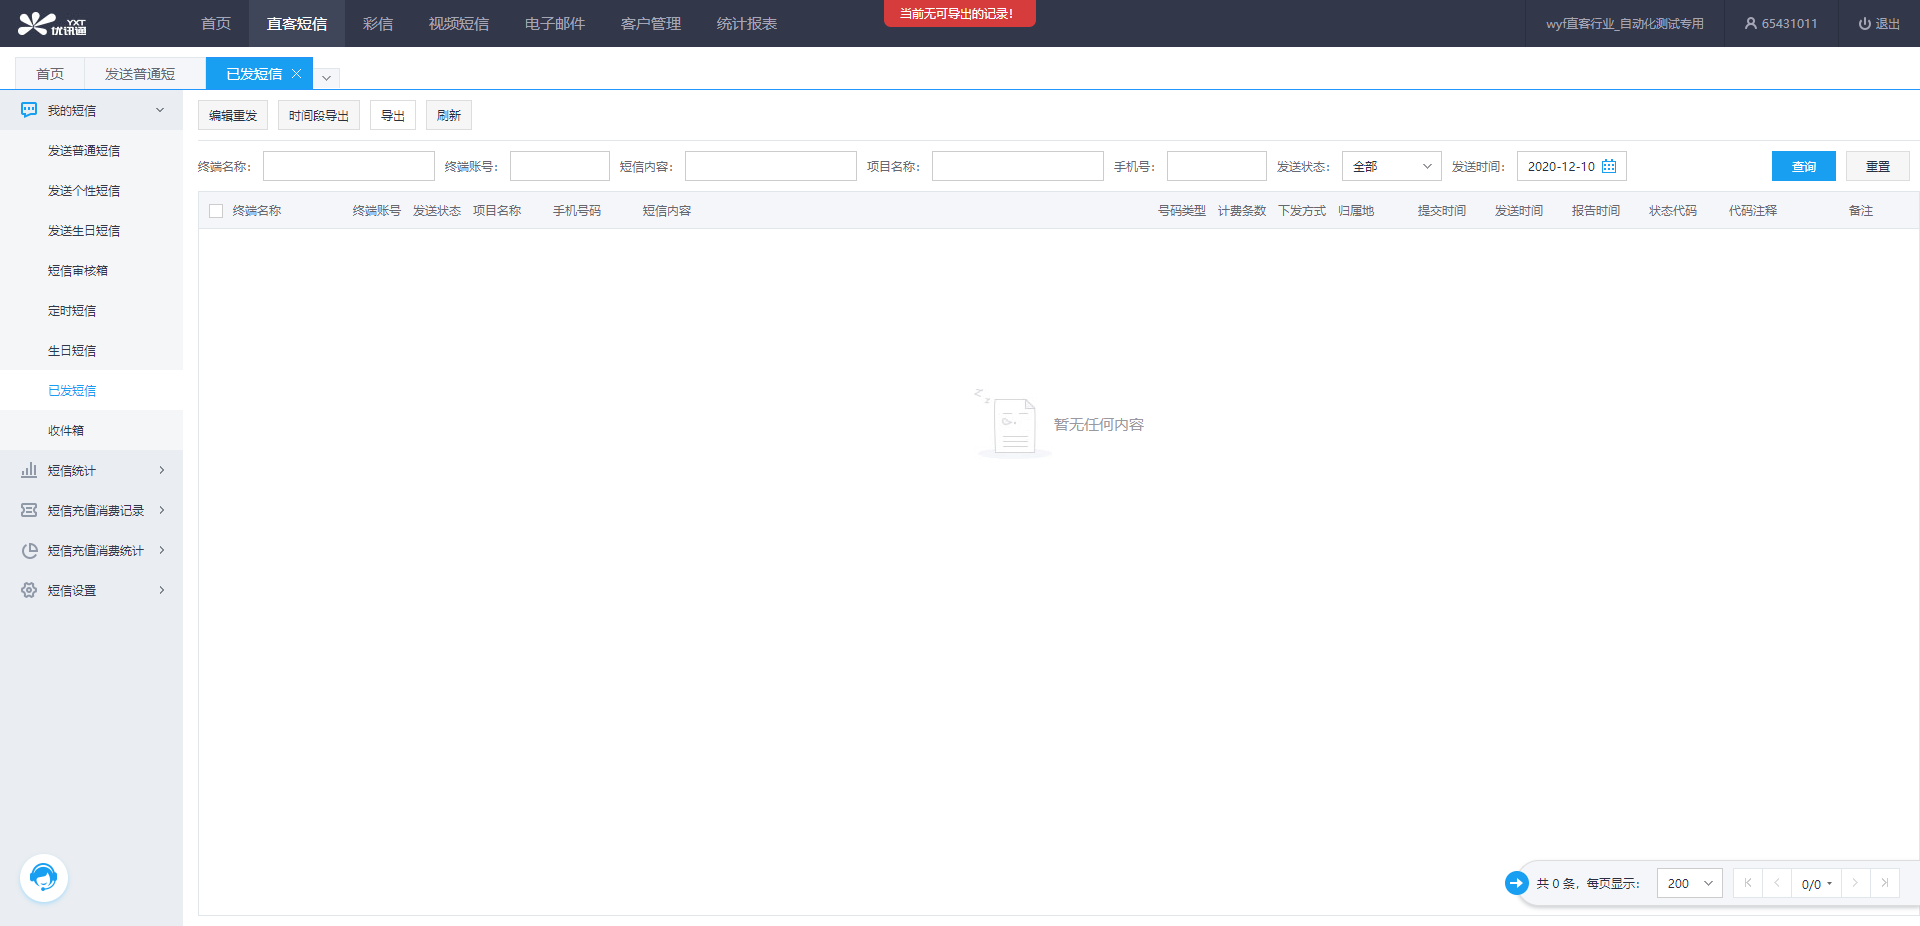 YXT
优讯通
首页
直客短信
彩信
视频短信
电子邮件
客户管理
统计报表
当前无可导出的记录!
wyf直客行业_自动化测试专用
65431011
退出
首页
发送普通短
已发短信
我的短信
发送普通短信
发送个性短信
发送生日短信
短信审核箱
定时短信
生日短信
已发短信
收件箱
短信统计
短信充值消费记录
短信充值消费统计
短信设置
编辑重发
时间段导出
导出
刷新
终端名称:
终端账号:
短信内容:
项目名称:
手机号:
发送状态:
全部
发送时间:
2020-12-10
查询
重置
终端名称
终端账号
发送状态
项目名称
手机号码
短信内容
号码类型
计费条数
下发方式
归属地
提交时间
发送时间
报告时间
状态代码
代码注释
备注
暂无任何内容
共 0 条，每页显示:
200
0/0